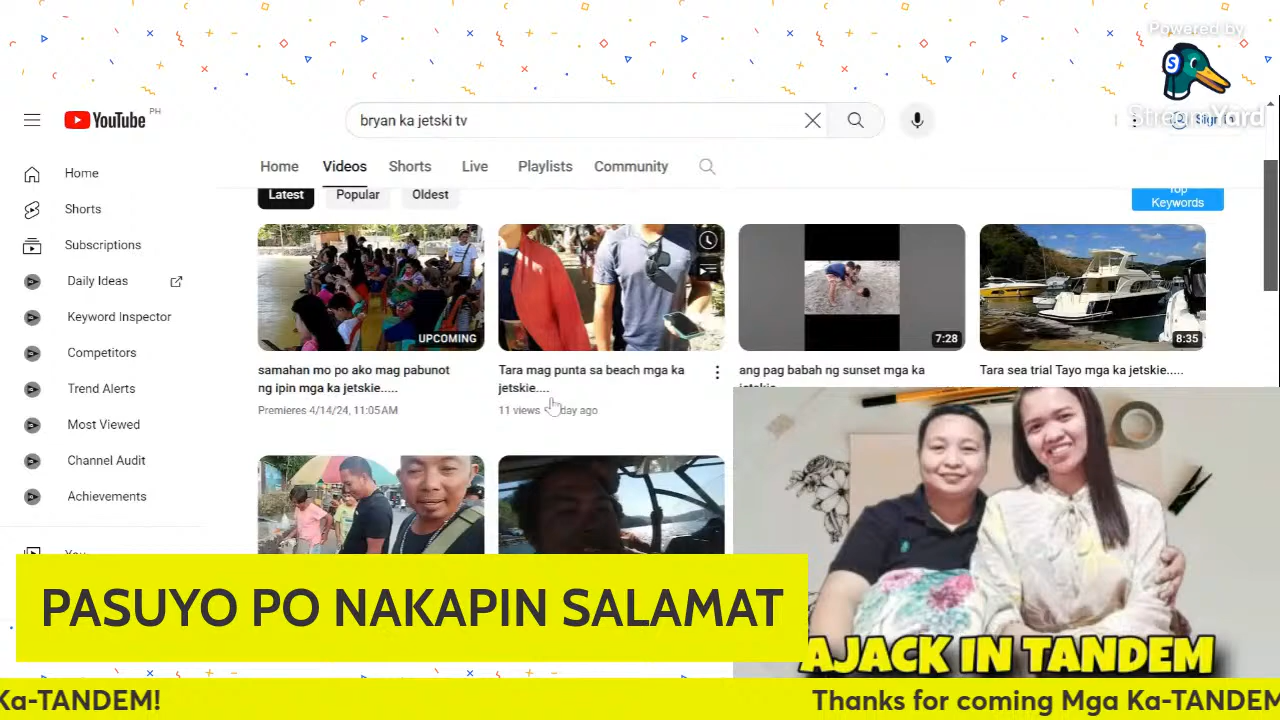 Powered by
StreamYard
YouTube PH
bryan ka jetski tv
Sign in
Home Videos Shorts Live Playlists Community
Home
Shorts
Subscriptions
Daily Ideas
Keyword Inspector
Competitors
Trend Alerts
Most Viewed
Channel Audit
Achievements
Latest Popular Oldest
Top
Keywords
UPCOMING
7:28
8:35
samahan mo po ako mag pabunot
ng ipin mga ka jetskie.....
Premieres 4/14/24, 11:05 AM
Tara mag punta sa beach mga ka
jetskie....
11 views
day ago
ang pag babah ng sunset mga ka
jetskie
Tara sea trial Tayo mga ka jetskie.....
PASUYO PO NAKAPIN SALAMAT
AJACK IN TANDEM
Ka-TANDEM!
Thanks for coming Mga Ka-TANDEM